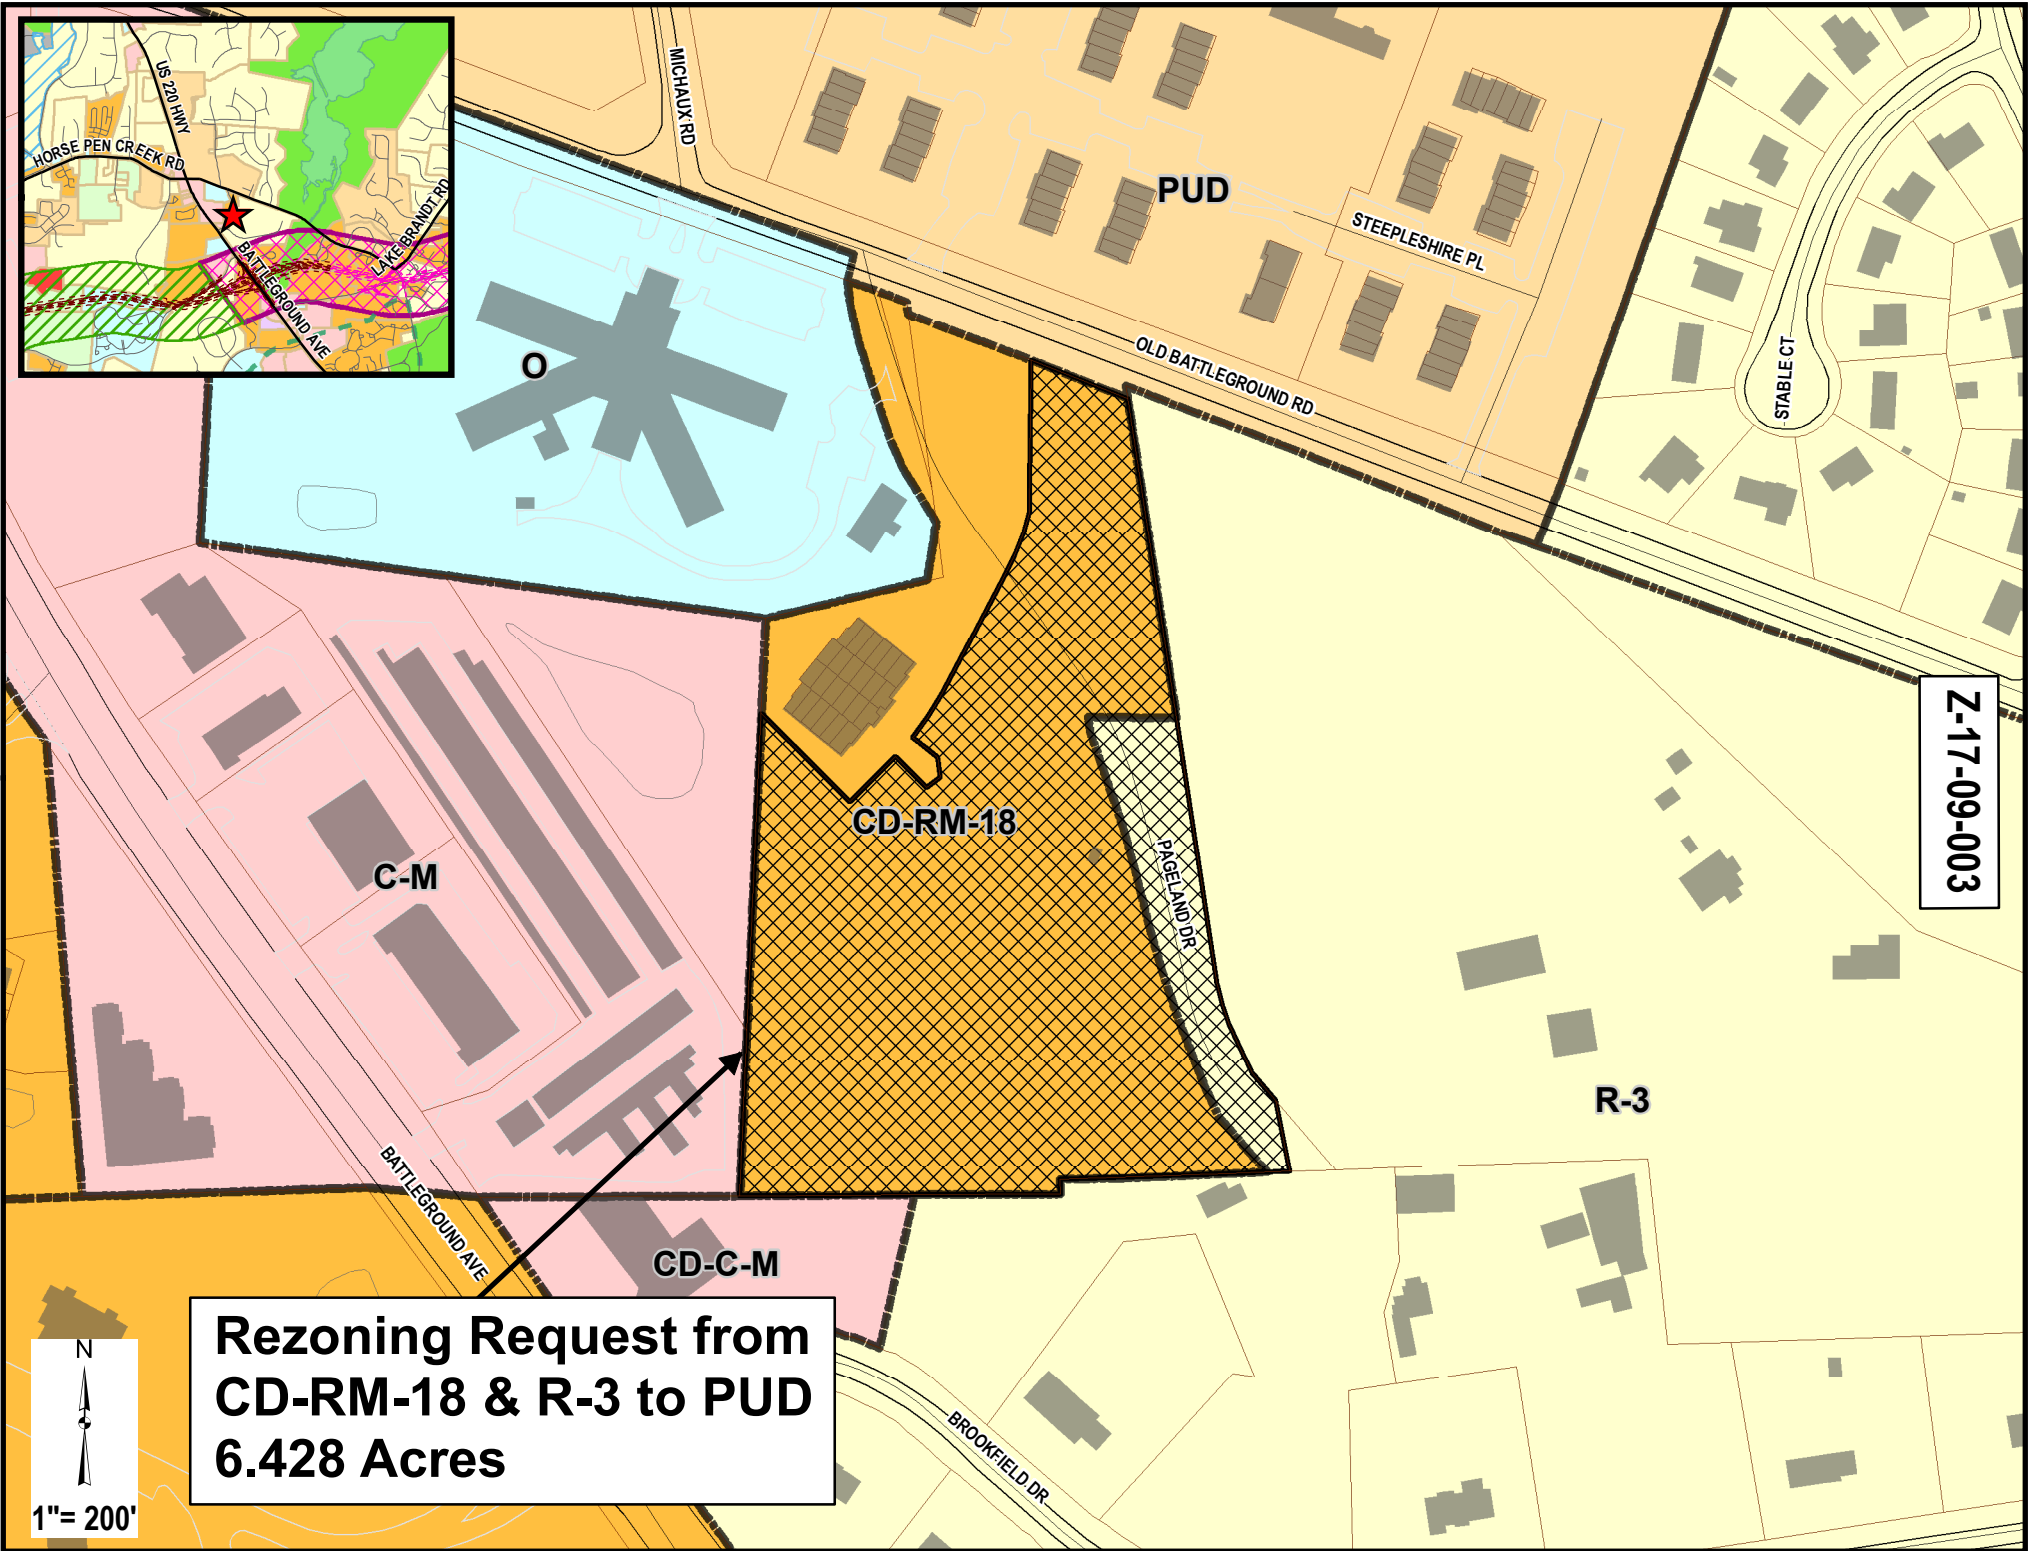 US 220 HWY
HORSE PEN CREEK RD
LAKE BRANDT RD
BATTLEGROUND AVE
MICHAUX RD
PUD
STEEPLESHIRE PL
OLD BATTLEGROUND RD
STABLE CT
O
CD-RM-18
C-M
PAGELAND DR
R-3
Z-17-09-003
BATTLEGROUND AVE
CD-C-M
BROOKFIELD DR
Rezoning Request from
CD-RM-18 & R-3 to PUD
6.428 Acres
N
1"= 200'